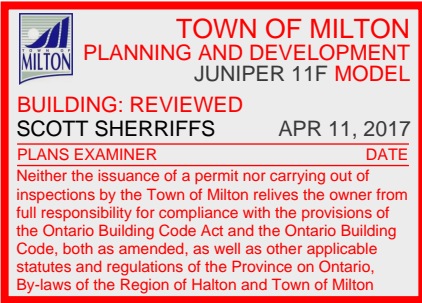 TOWN OF MILTON
PLANNING AND DEVELOPMENT
JUNIPER 11F MODEL
TOWN OF
MILTON
BUILDING: REVIEWED
SCOTT SHERRIFFS APR 11, 2017
PLANS EXAMINER DATE
Neither the issuance of a permit nor carrying out of
inspections by the Town of Milton relives the owner from
full responsibility for compliance with the provisions of
the Ontario Building Code Act and the Ontario Building
Code, both as amended, as well as other applicable
statutes and regulations of the Province on Ontario,
By-laws of the Region of Halton and Town of Milton